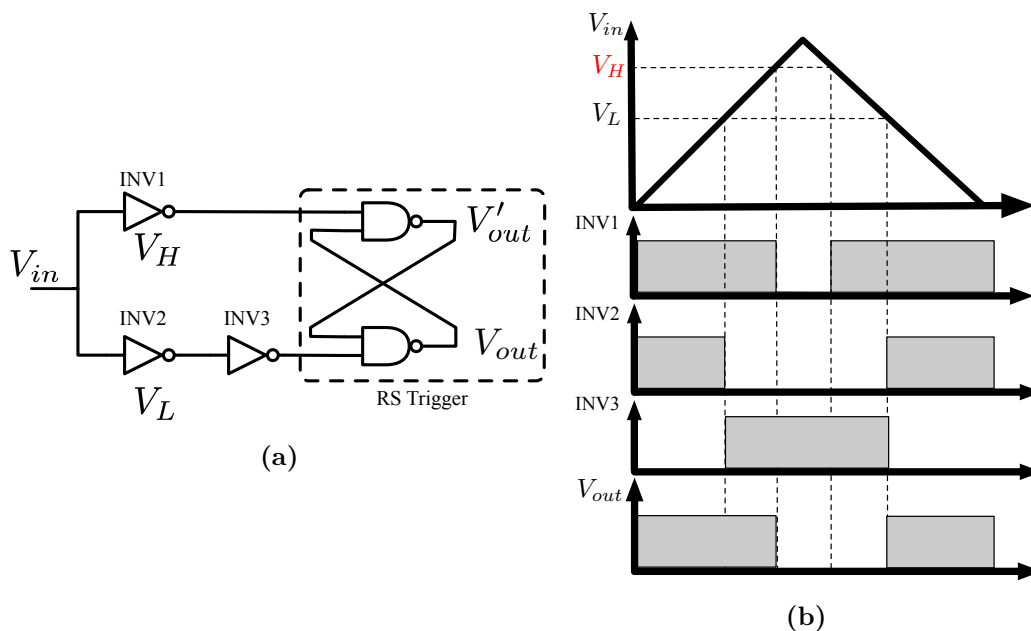 INV1
V_H
V_in
V'_out
INV2
INV3
V_L
V_out
RS Trigger
(a)
V_in
V_H
V_L
INV1
INV2
INV3
V_out
(b)